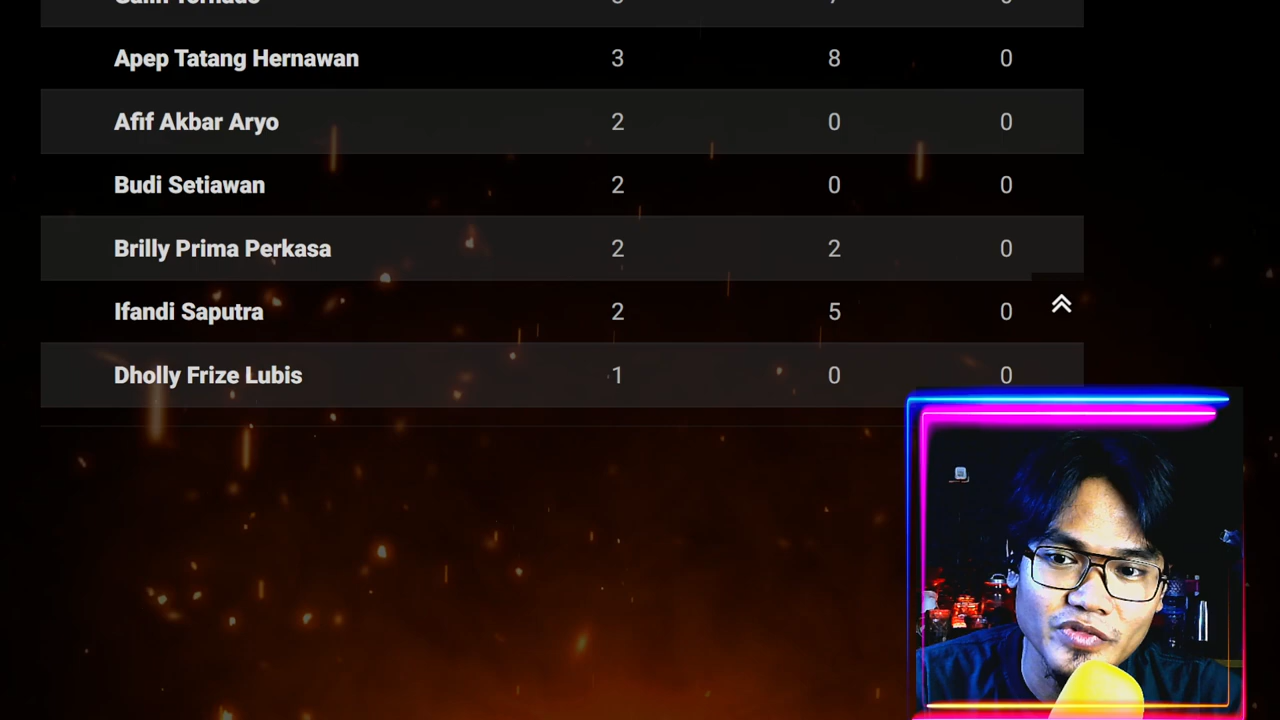 Apep Tatang Hernawan 3 8 0
Afif Akbar Aryo 2 0 0
Budi Setiawan 2 0 0
Brilly Prima Perkasa 2 2 0
Ifandi Saputra 2 5 0
Dholly Frize Lubis 1 0 0